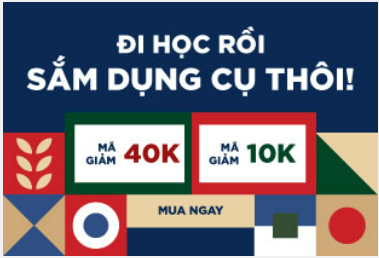 ĐI HỌC RỒI
SẮM DỤNG CỤ THÔI!
MÃ GIẢM 40K
MÃ GIẢM 10K
MUA NGAY